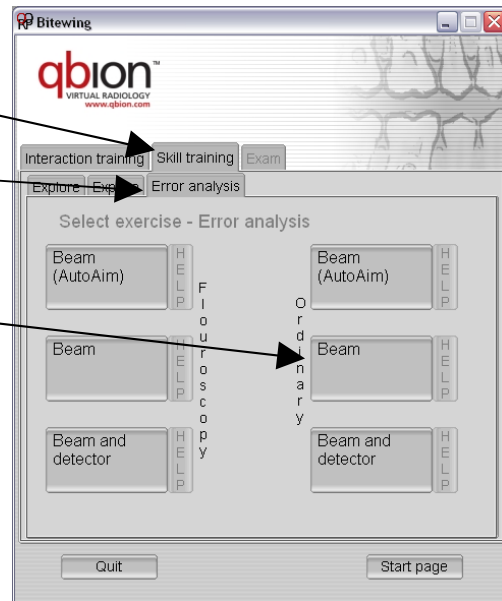 Bitewing
qbion™
VIRTUAL RADIOLOGY
www.qbion.com
Interaction training Skill training Exam
Explore Error analysis
Select exercise - Error analysis
Beam
(AutoAim)
HELP
Beam
HELP
Beam and
detector
HELP
Flouroscopy
Ordinary
Beam
(AutoAim)
HELP
Beam
HELP
Beam and
detector
HELP
Quit
Start page